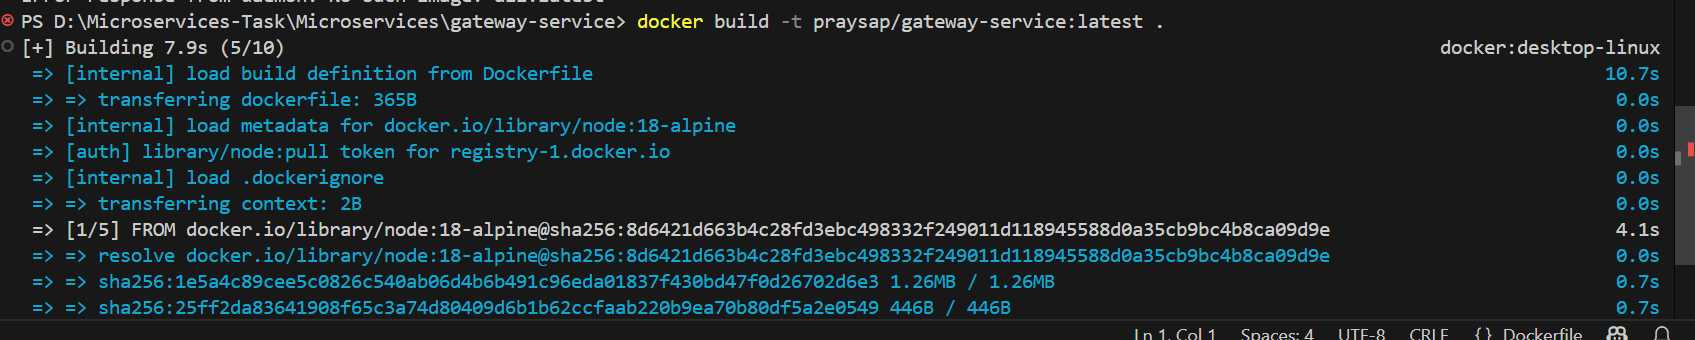 PS D:\Microservices-Task\Microservices\gateway-service> docker build -t praysap/gateway-service:latest .
[+] Building 7.9s (5/10) docker:desktop-linux
=> [internal] load build definition from Dockerfile 10.7s
=> => transferring dockerfile: 365B 0.0s
=> [internal] load metadata for docker.io/library/node:18-alpine 0.0s
=> [auth] library/node:pull token for registry-1.docker.io 0.0s
=> [internal] load .dockerignore 0.0s
=> => transferring context: 2B 0.0s
=> [1/5] FROM docker.io/library/node:18-alpine@sha256:8d6421d663b4c28fd3ebc498332f249011d118945588d0a35cb9bc4b8ca09d9e 4.1s
=> => resolve docker.io/library/node:18-alpine@sha256:8d6421d663b4c28fd3ebc498332f249011d118945588d0a35cb9bc4b8ca09d9e 0.0s
=> => sha256:1e5a4c89cee5c0826c540ab06d4b6b491c96eda01837f430bd47f0d26702d6e3 1.26MB / 1.26MB 0.7s
=> => sha256:25ff2da83641908f65c3a74d80409d6b1b62ccfaab220b9ea70b80df5a2e0549 446B / 446B 0.7s
Ln 1, Col 1 Spaces: 4 UTF-8 CRLF {} Dockerfile